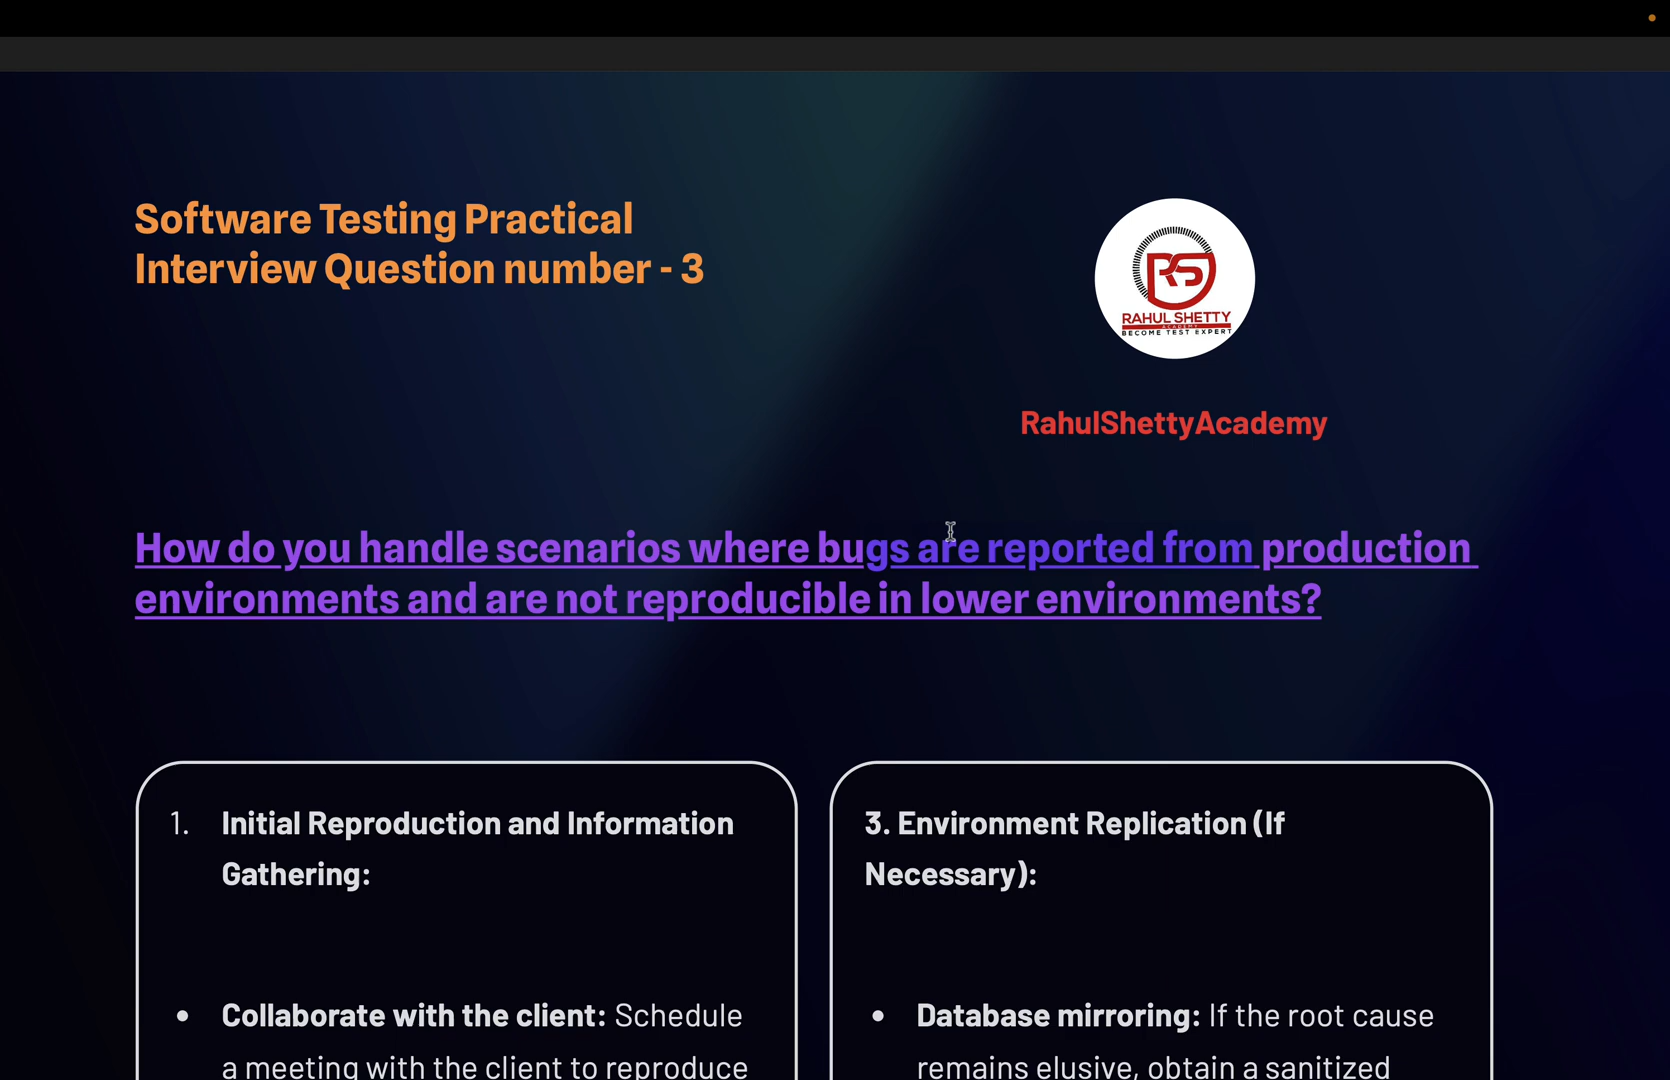 Software Testing Practical
Interview Question number - 3
RAHUL SHETTY
ACADEMY
BECOME TEST EXPERT
RahulShettyAcademy
How do you handle scenarios where bugs are reported from production
environments and are not reproducible in lower environments?
1. Initial Reproduction and Information
Gathering:
• Collaborate with the client: Schedule
a meeting with the client to reproduce
3. Environment Replication (If
Necessary):
• Database mirroring: If the root cause
remains elusive, obtain a sanitized